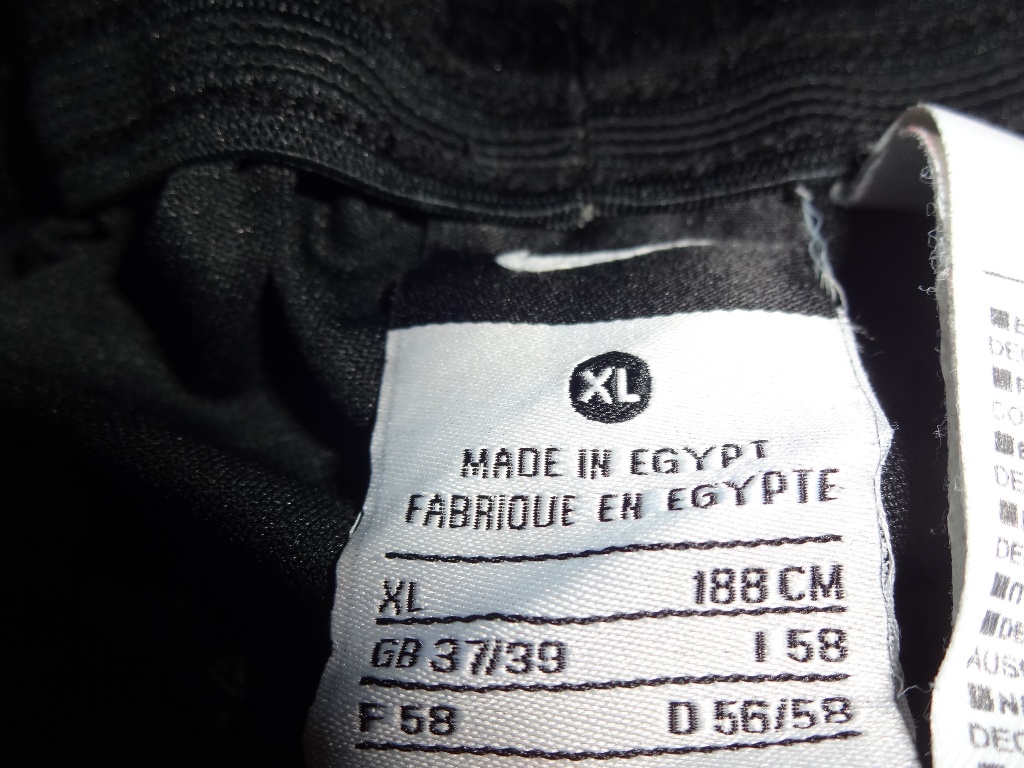 XL
MADE IN EGYPT
FABRIQUE EN EGYPTE
XL 188 CM
GB 37/39 I 58
F 58 D 56/58
DE
CO
DE
DE
AUS
DEC